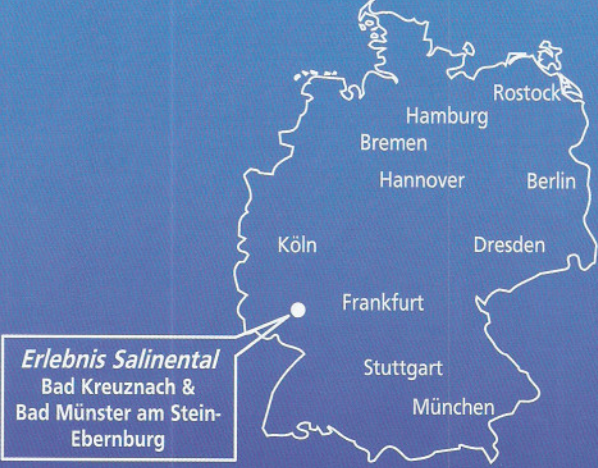 Rostock
Hamburg
Bremen
Hannover
Berlin
Köln
Dresden
Frankfurt
Erlebnis Salinental
Bad Kreuznach &
Bad Münster am Stein-
Ebernburg
Stuttgart
München